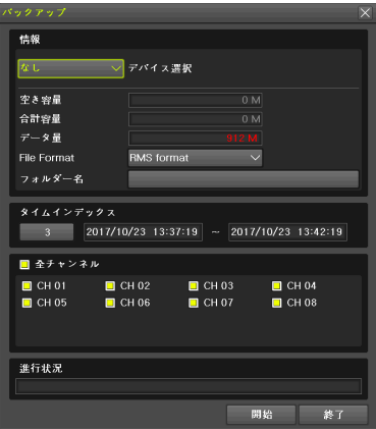 バックアップ
情報
なし デバイス選択
空き容量 0 M
合計容量 0 M
データ量 912 M
File Format RMS format
フォルダー名
タイムインデックス
3 2017/10/23 13:37:19 ~ 2017/10/23 13:42:19
全チャンネル
CH 01 CH 02 CH 03 CH 04
CH 05 CH 06 CH 07 CH 08
進行状況
開始 終了